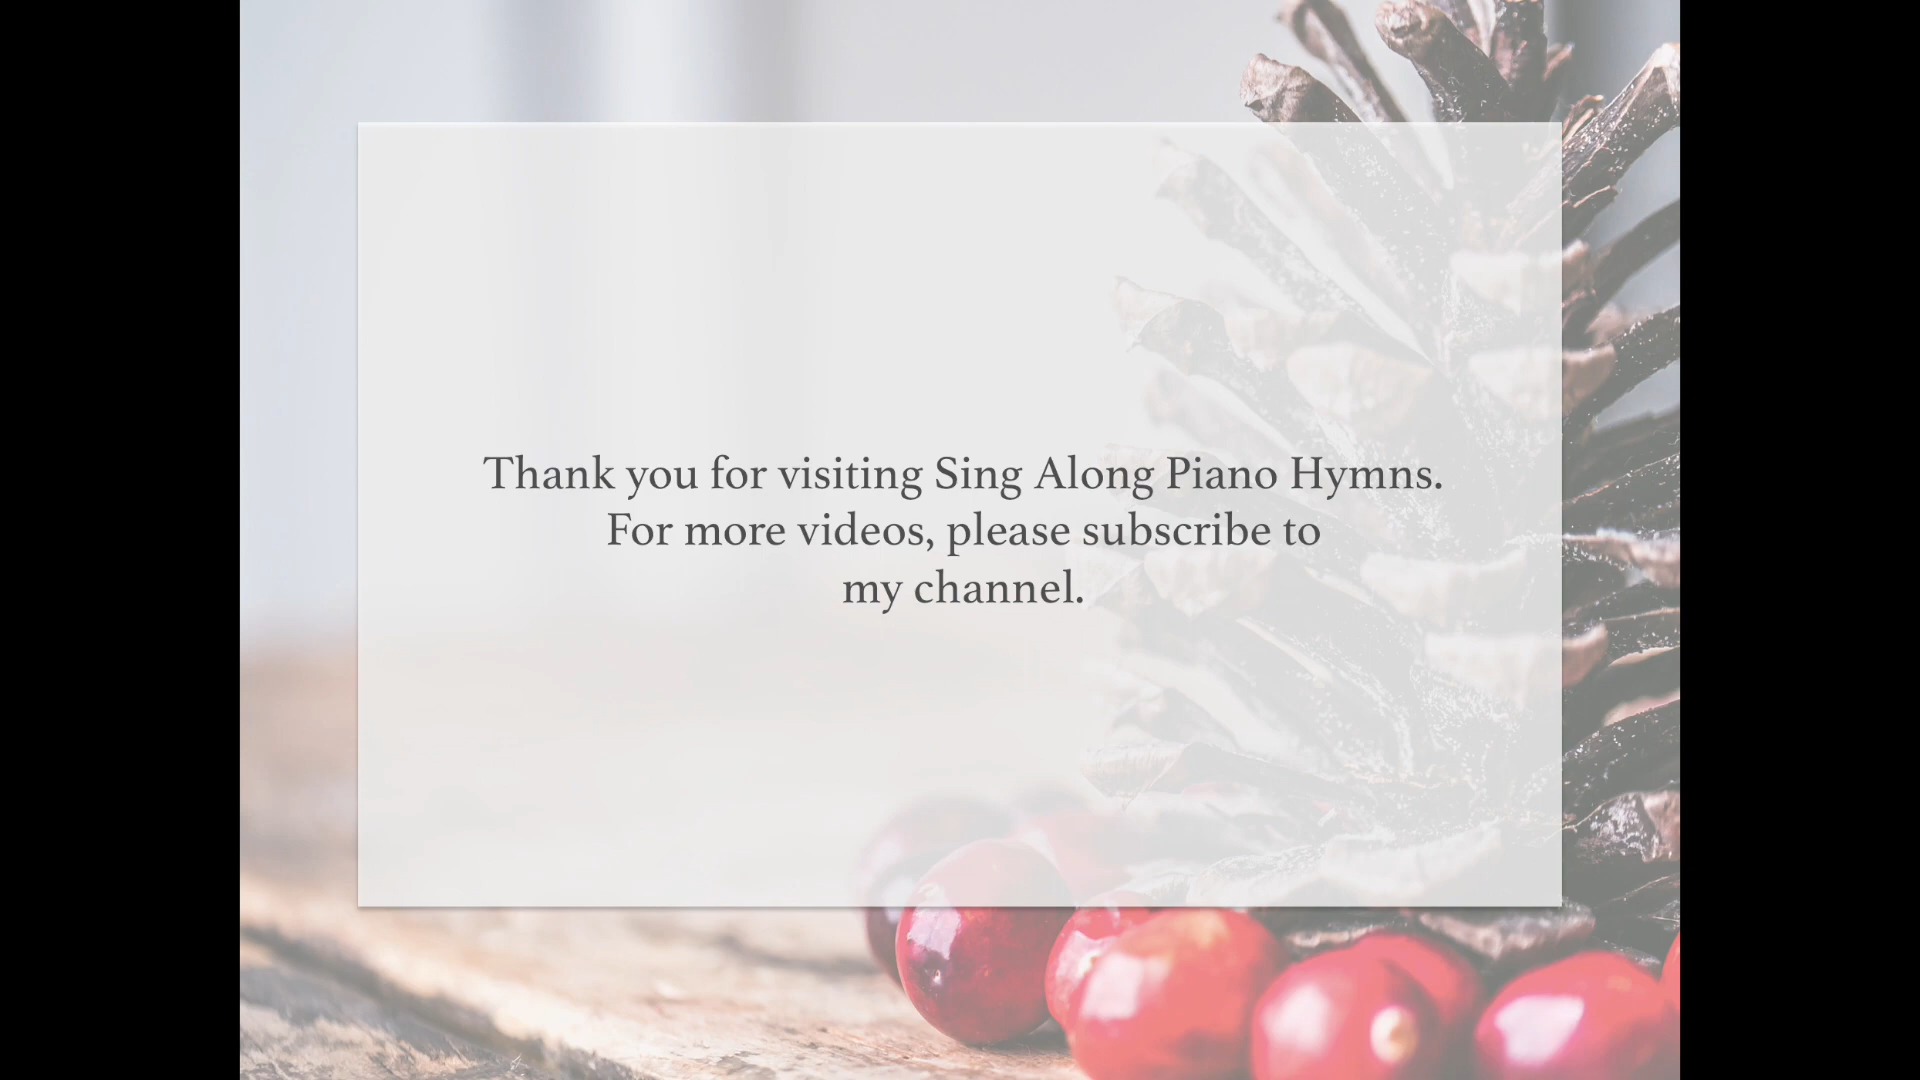 Thank you for visiting Sing Along Piano Hymns.
For more videos, please subscribe to
my channel.